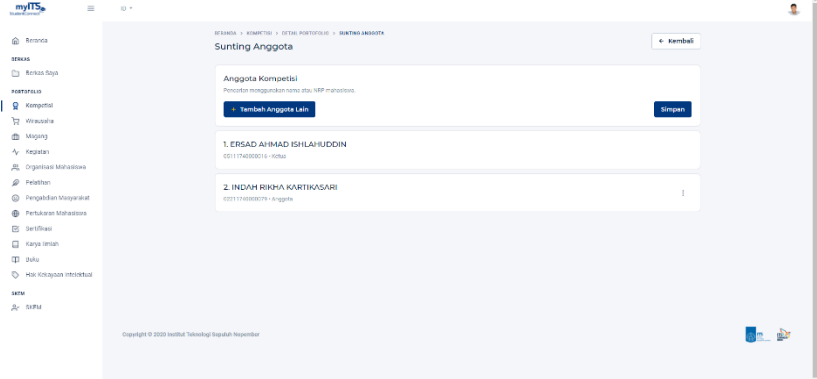 myITS
StudentConnect
ID
Beranda
BERKAS
Berkas Saya
PORTOFOLIO
Kompetisi
Wirausaha
Magang
Kegiatan
Organisasi Mahasiswa
Pelatihan
Pengabdian Masyarakat
Pertukaran Mahasiswa
Sertifikasi
Karya Ilmiah
Buku
Hak Kekayaan Intelektual
SKEM
SKEM
BERANDA > KOMPETISI > DETAIL PORTOFOLIO > SUNTING ANGGOTA
Sunting Anggota
← Kembali
Anggota Kompetisi
Pencarian menggunakan nama atau NRP mahasiswa.
+ Tambah Anggota Lain
Simpan
1. ERSAD AHMAD ISHLAHUDDIN
Ketua
2. INDAH RIKHA KARTIKASARI
Anggota
Copyright © 2020 Institut Teknologi Sepuluh Nopember
ITS